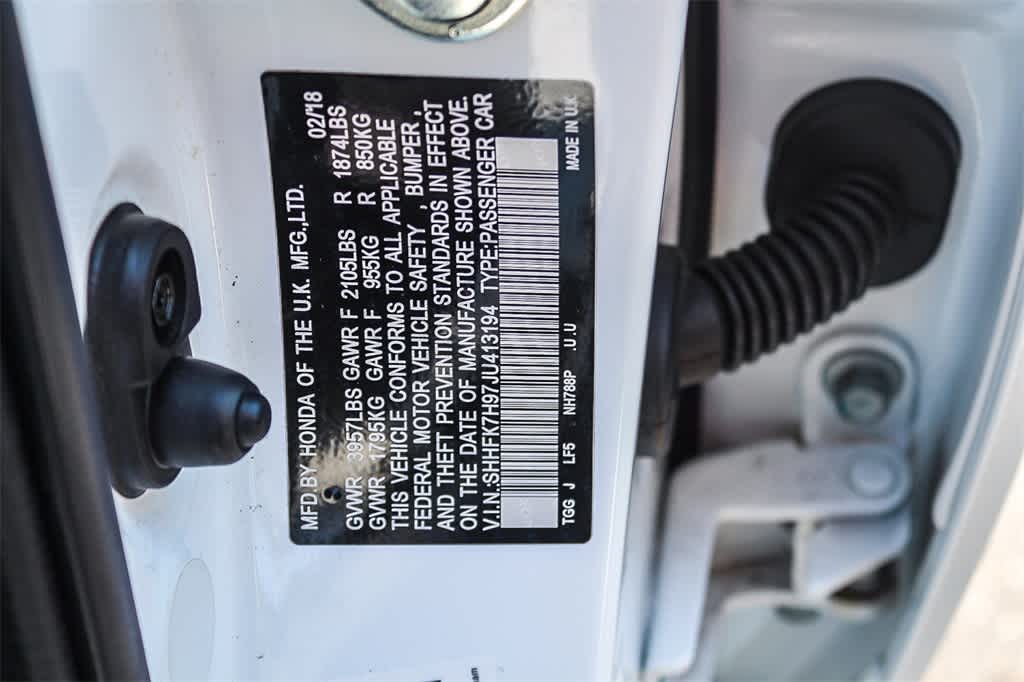 MFD.BY HONDA OF THE U.K. MFG.,LTD. 02/18
GVWR 3957LBS GAWR F 2105LBS R 1874LBS
GVWR 1795KG GAWR F 955KG R 850KG
THIS VEHICLE CONFORMS TO ALL APPLICABLE
FEDERAL MOTOR VEHICLE SAFETY , BUMPER ,
AND THEFT PREVENTION STANDARDS IN EFFECT
ON THE DATE OF MANUFACTURE SHOWN ABOVE.
V.I.N.:SHHFK7H97JU413194 TYPE:PASSENGER CAR
TGG J LF5 NH788P .U.U MADE IN U.K